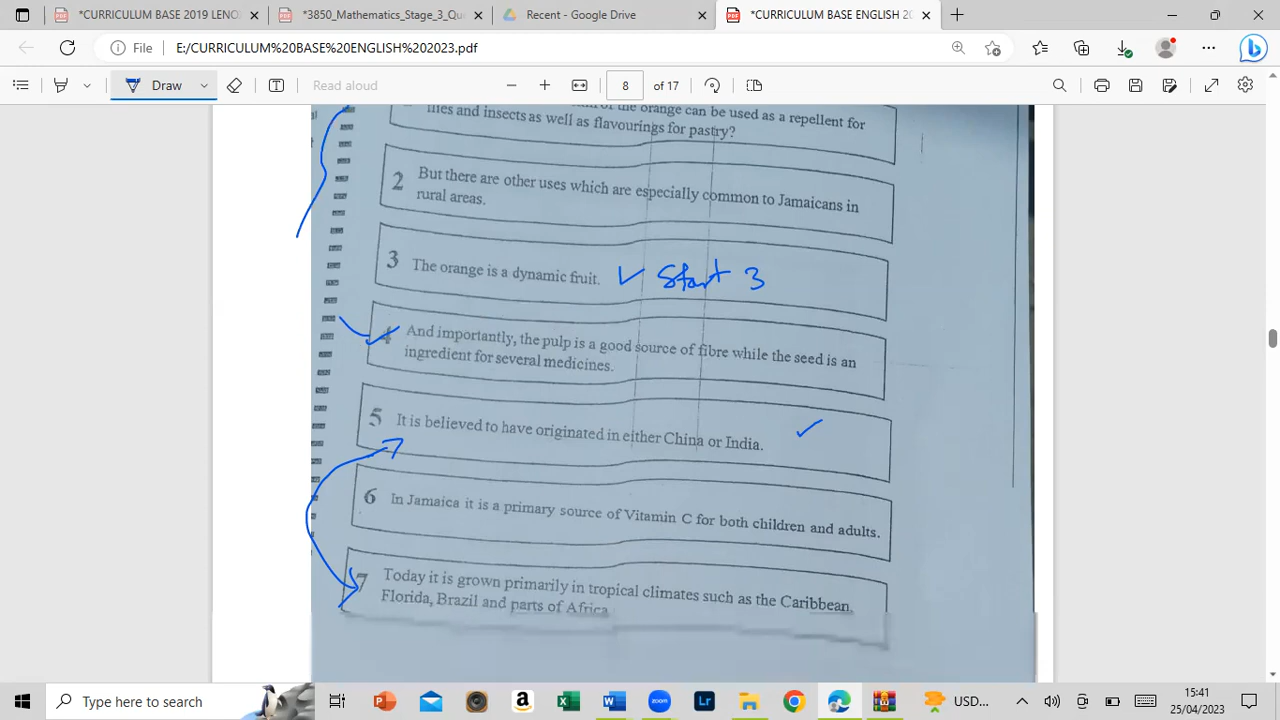 *CURRICULUM BASE 2019 LENO
*3850_Mathematics_Stage_3_Qu
Recent - Google Drive
*CURRICULUM BASE ENGLISH 20
File E:/CURRICULUM%20BASE%20ENGLISH%202023.pdf
Draw
Read aloud
8 of 17
of the orange can be used as a repellent for
flies and insects as well as flavourings for pastry?
2 But there are other uses which are especially common to Jamaicans in
rural areas.
3 The orange is a dynamic fruit. Start 3
4 And importantly, the pulp is a good source of fibre while the seed is an
ingredient for several medicines.
5 It is believed to have originated in either China or India.
6 In Jamaica it is a primary source of Vitamin C for both children and adults.
7 Today it is grown primarily in tropical climates such as the Caribbean,
Florida, Brazil and parts of Africa
Type here to search
zoom
Lr
USD...
15:41
25/04/2023